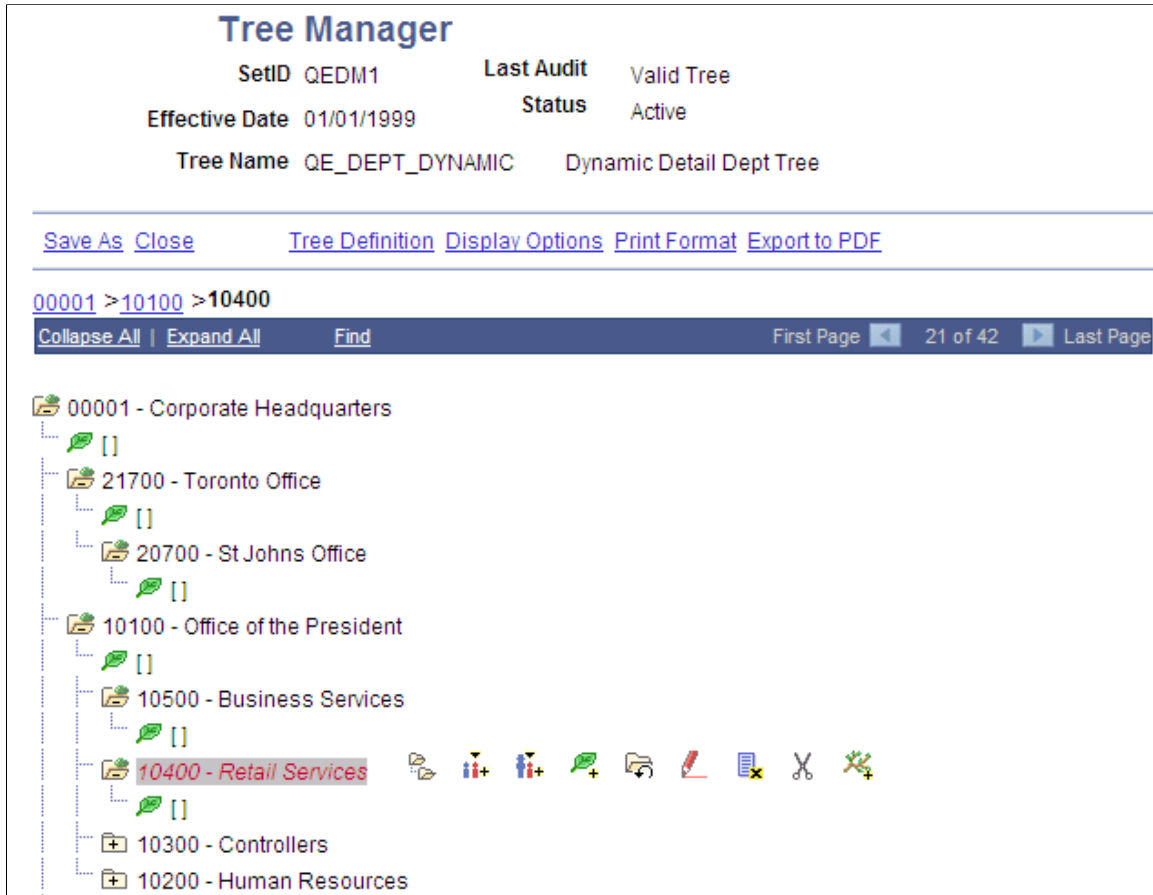 Tree Manager
SetID QEDM1 Last Audit Valid Tree
Effective Date 01/01/1999 Status Active
Tree Name QE_DEPT_DYNAMIC Dynamic Detail Dept Tree
Save As Close Tree Definition Display Options Print Format Export to PDF
00001 >10100 >10400
Collapse All | Expand All Find First Page 21 of 42 Last Page
00001 - Corporate Headquarters
[]
21700 - Toronto Office
[]
20700 - St Johns Office
[]
10100 - Office of the President
[]
10500 - Business Services
[]
10400 - Retail Services
[]
10300 - Controllers
10200 - Human Resources